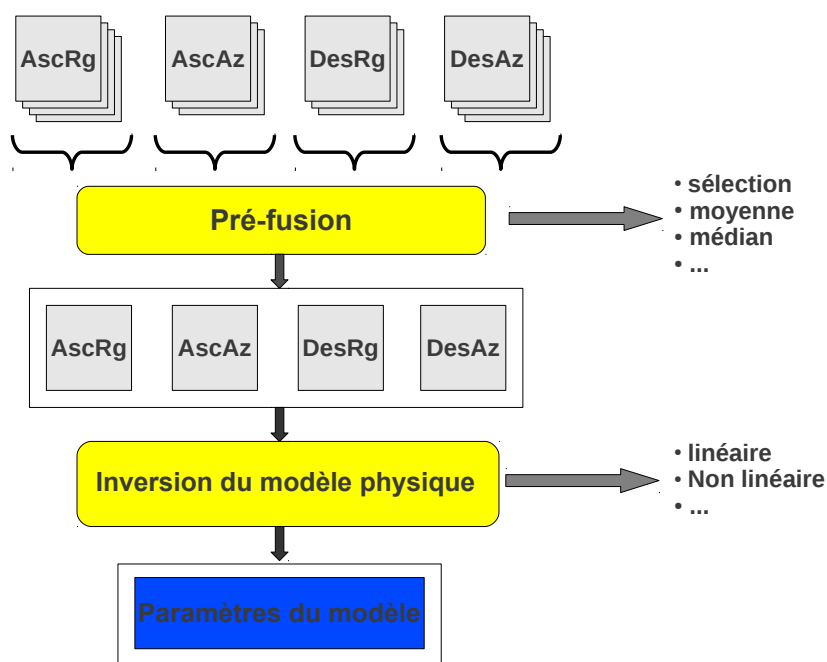 AscRg AscAz DesRg DesAz
Pré-fusion
• sélection
• moyenne
• médian
• ...
AscRg AscAz DesRg DesAz
Inversion du modèle physique
• linéaire
• Non linéaire
• ...
Paramètres du modèle